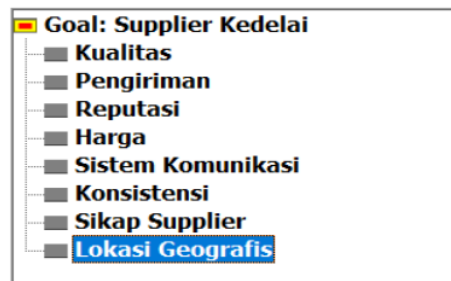 Goal: Supplier Kedelai
Kualitas
Pengiriman
Reputasi
Harga
Sistem Komunikasi
Konsistensi
Sikap Supplier
Lokasi Geografis